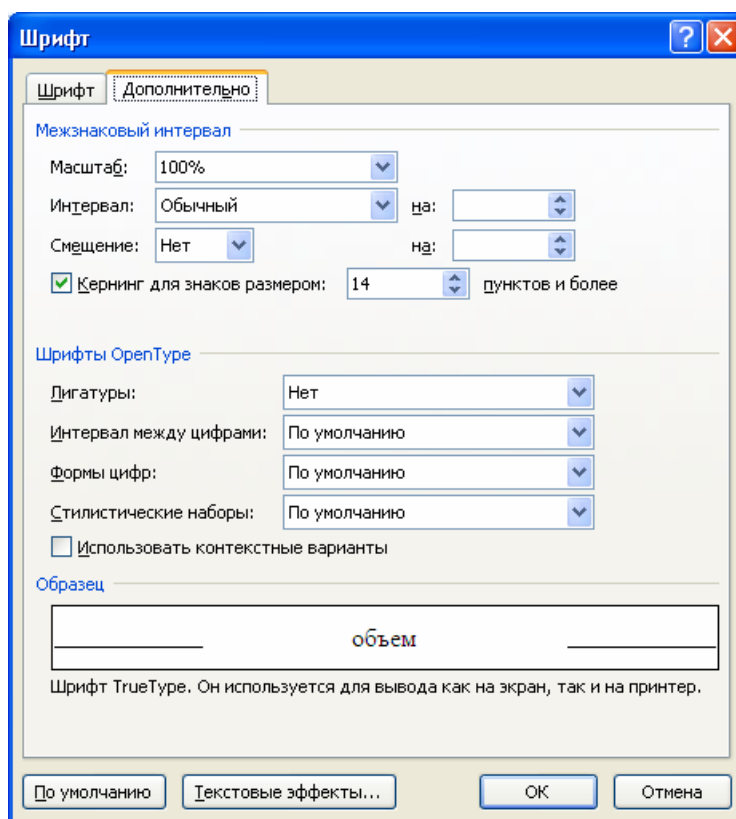 Шрифт
Шрифт Дополнительно
Межзнаковый интервал
Масштаб: 100%
Интервал: Обычный на:
Смещение: Нет на:
Кернинг для знаков размером: 14 пунктов и более
Шрифты OpenType
Лигатуры: Нет
Интервал между цифрами: По умолчанию
Формы цифр: По умолчанию
Стилистические наборы: По умолчанию
Использовать контекстные варианты
Образец
объем
Шрифт TrueType. Он используется для вывода как на экран, так и на принтер.
По умолчанию Текстовые эффекты... ОК Отмена